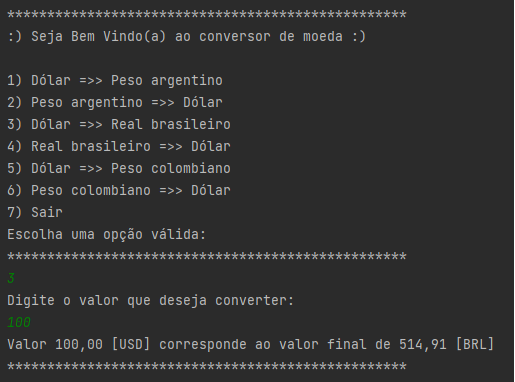 **************************************************
:) Seja Bem Vindo(a) ao conversor de moeda :)
1) Dólar =>> Peso argentino
2) Peso argentino =>> Dólar
3) Dólar =>> Real brasileiro
4) Real brasileiro =>> Dólar
5) Dólar =>> Peso colombiano
6) Peso colombiano =>> Dólar
7) Sair
Escolha uma opção válida:
**************************************************
3
Digite o valor que deseja converter:
100
Valor 100,00 [USD] corresponde ao valor final de 514,91 [BRL]
**************************************************